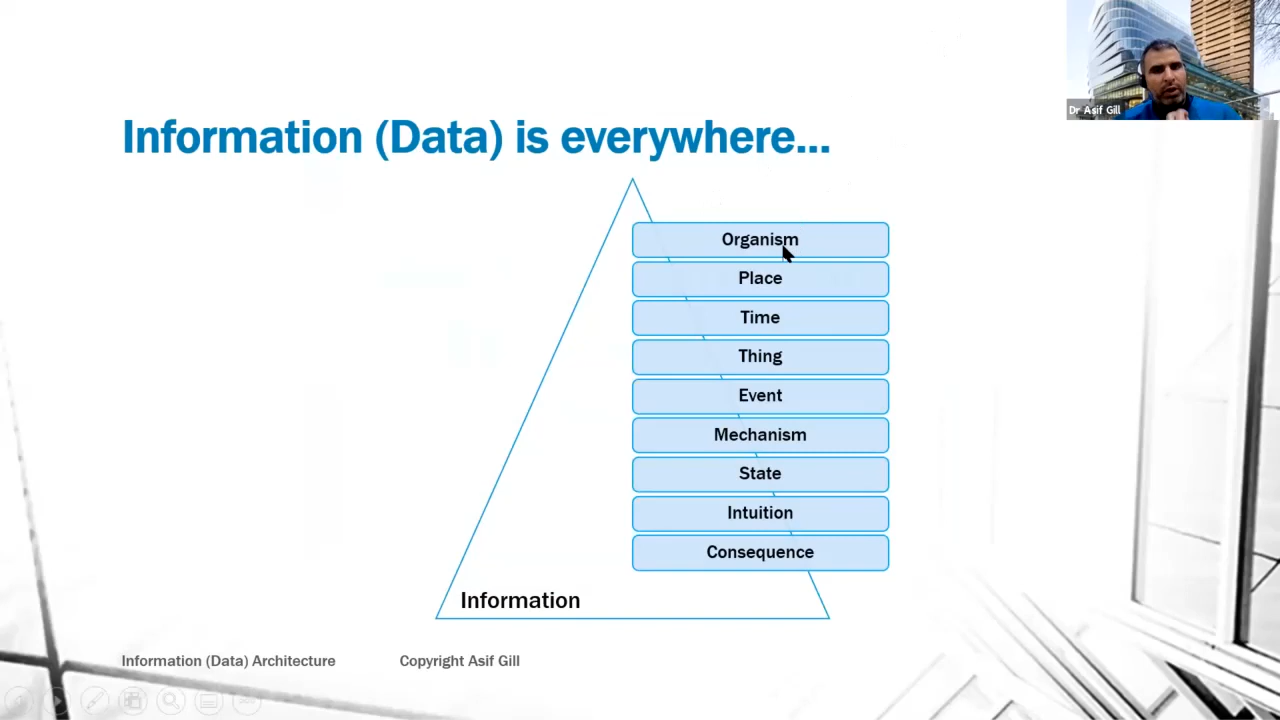 Dr Asif Gill
Information (Data) is everywhere...
Organism
Place
Time
Thing
Event
Mechanism
State
Intuition
Consequence
Information
Information (Data) Architecture
Copyright Asif Gill